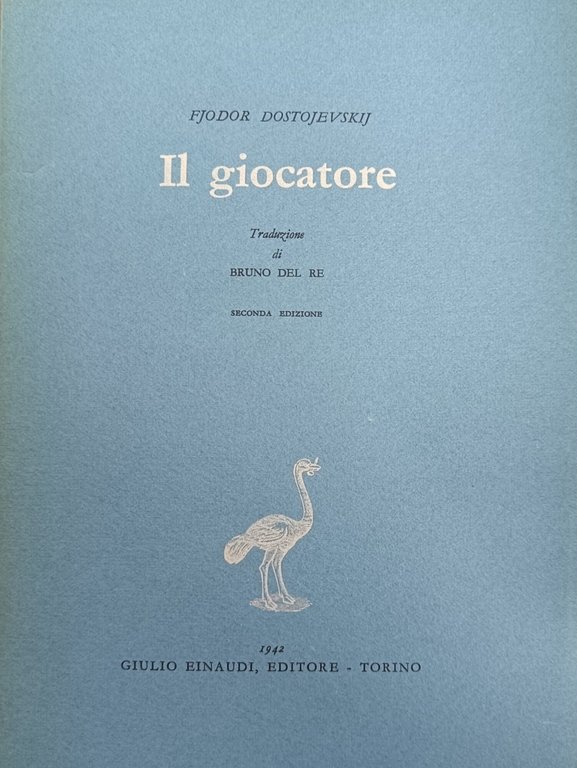 FJODOR DOSTOJEVSKIJ
Il giocatore
Traduzione
di
BRUNO DEL RE
SECONDA EDIZIONE
1942
GIULIO EINAUDI, EDITORE - TORINO